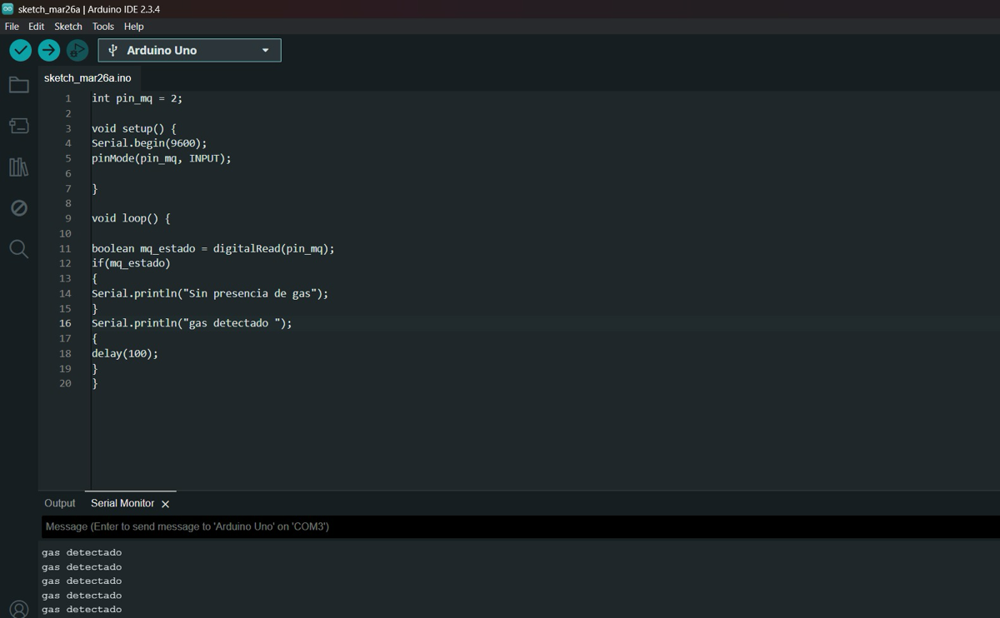 sketch_mar26a | Arduino IDE 2.3.4
File Edit Sketch Tools Help
Arduino Uno
sketch_mar26a.ino
1 int pin_mq = 2;
2
3 void setup() {
4 Serial.begin(9600);
5 pinMode(pin_mq, INPUT);
6
7 }
8
9 void loop() {
10
11 boolean mq_estado = digitalRead(pin_mq);
12 if(mq_estado)
13 {
14 Serial.println("Sin presencia de gas");
15 }
16 Serial.println("gas detectado ");
17 {
18 delay(100);
19 }
20 }
Output Serial Monitor
Message (Enter to send message to 'Arduino Uno' on 'COM3')
gas detectado
gas detectado
gas detectado
gas detectado
gas detectado